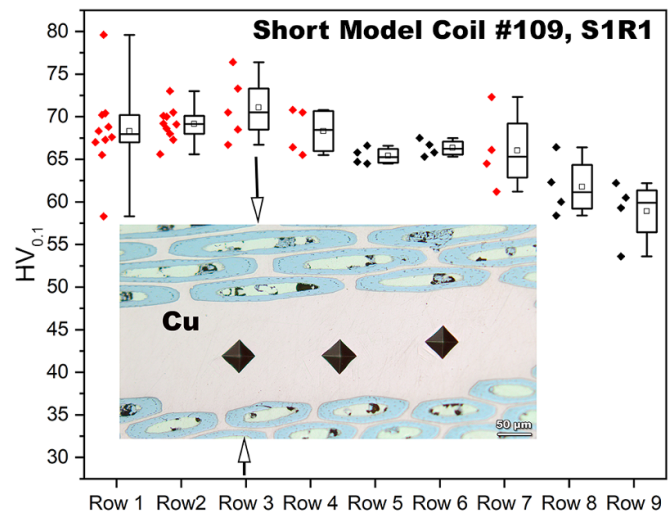 Short Model Coil #109, S1R1
80
75
70
65
60
55
50
45
40
35
30
HV0.1
Cu
50 μm
Row 1 Row2 Row 3 Row 4 Row 5 Row 6 Row 7 Row 8 Row 9